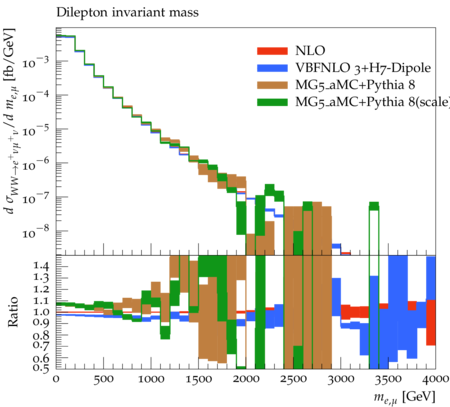 Dilepton invariant mass
d σ_{WW→e⁺νμ⁺ν}/d m_{e,μ} [fb/GeV]
NLO
VBFNLO 3+H7-Dipole
MG5_aMC+Pythia 8
MG5_aMC+Pythia 8(scale)
10⁻³
10⁻⁴
10⁻⁵
10⁻⁶
10⁻⁷
10⁻⁸
Ratio
1.4
1.3
1.2
1.1
1.0
0.9
0.8
0.7
0.6
0.5
0 500 1000 1500 2000 2500 3000 3500 4000
m_{e,μ} [GeV]